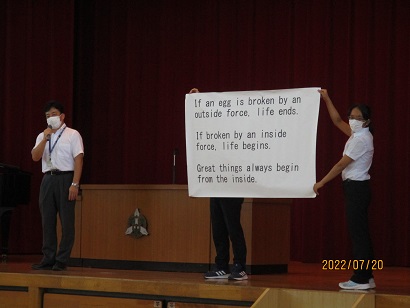 If an egg is broken by an
outside force, life ends.
If broken by an inside
force, life begins.
Great things always begin
from the inside.
2022/07/20